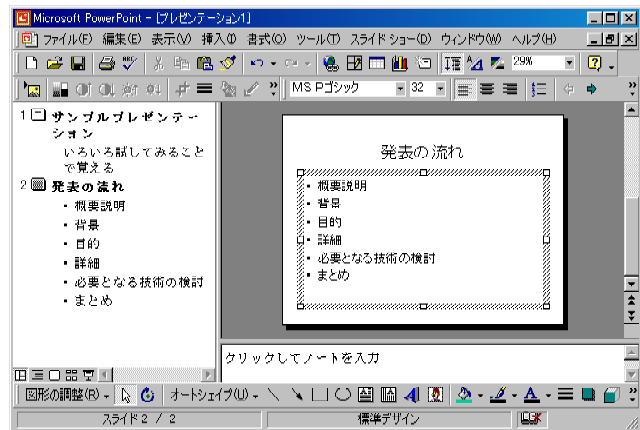 Microsoft PowerPoint - [プレゼンテーション1]
ファイル(F) 編集(E) 表示(V) 挿入(I) 書式(O) ツール(T) スライド ショー(D) ウィンドウ(W) ヘルプ(H)
29%
MS Pゴシック 32
1 サンプルプレゼンテー
ション
いろいろ試してみること
で覚える
2 発表の流れ
・ 概要説明
・ 背景
・ 目的
・ 詳細
・ 必要となる技術の検討
・ まとめ
発表の流れ
・ 概要説明
・ 背景
・ 目的
・ 詳細
・ 必要となる技術の検討
・ まとめ
クリックしてノートを入力
図形の調整(R) オートシェイプ(U)
スライド 2 / 2 標準デザイン